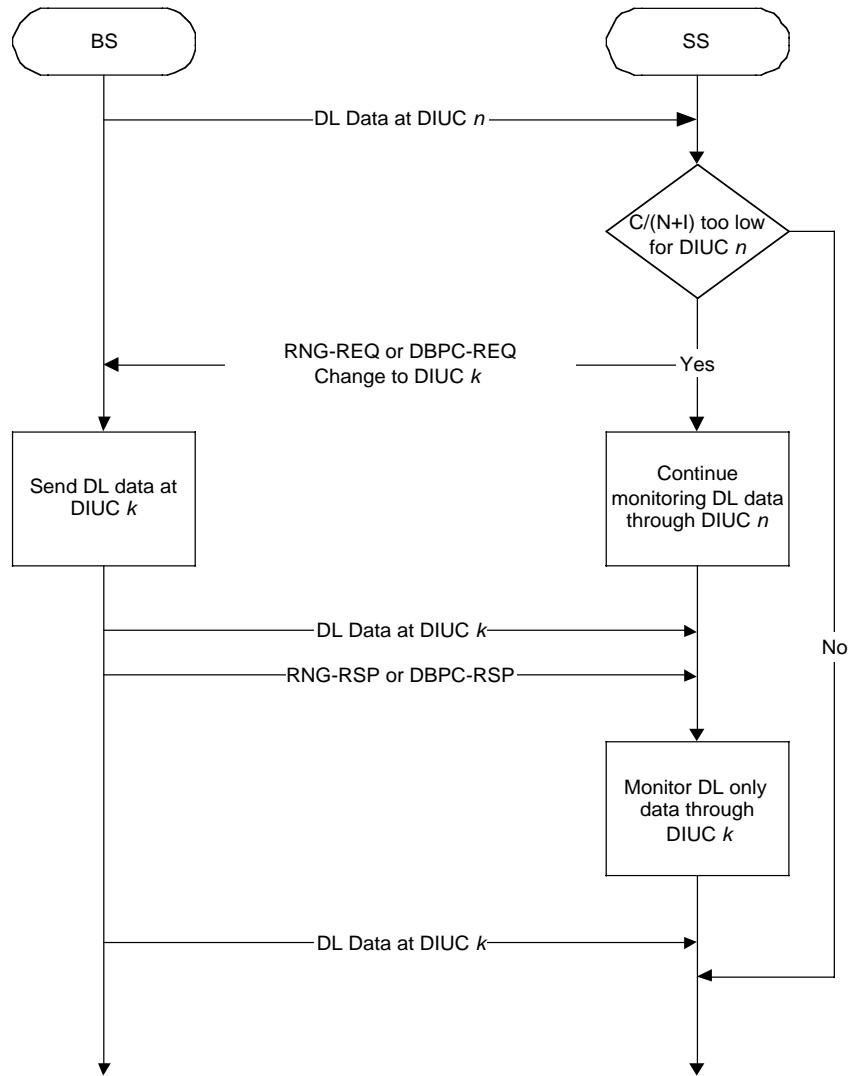 BS
SS
DL Data at DIUC n
C/(N+I) too low
for DIUC n
RNG-REQ or DBPC-REQ
Change to DIUC k
Yes
Send DL data at
DIUC k
Continue
monitoring DL data
through DIUC n
DL Data at DIUC k
No
RNG-RSP or DBPC-RSP
Monitor DL only
data through
DIUC k
DL Data at DIUC k